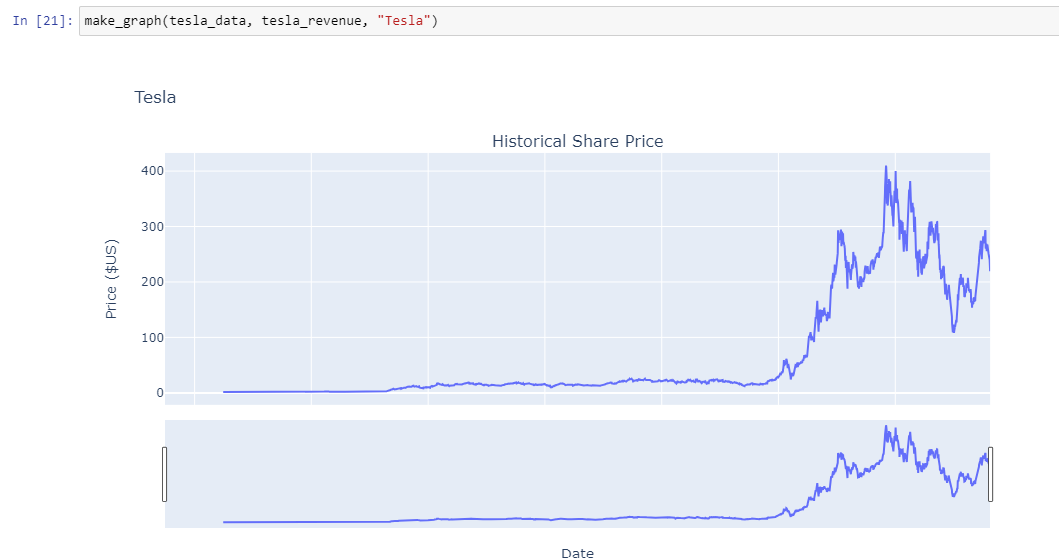 In [21]: make_graph(tesla_data, tesla_revenue, "Tesla")
Tesla
Historical Share Price
400
300
200
100
0
Price ($US)
Date